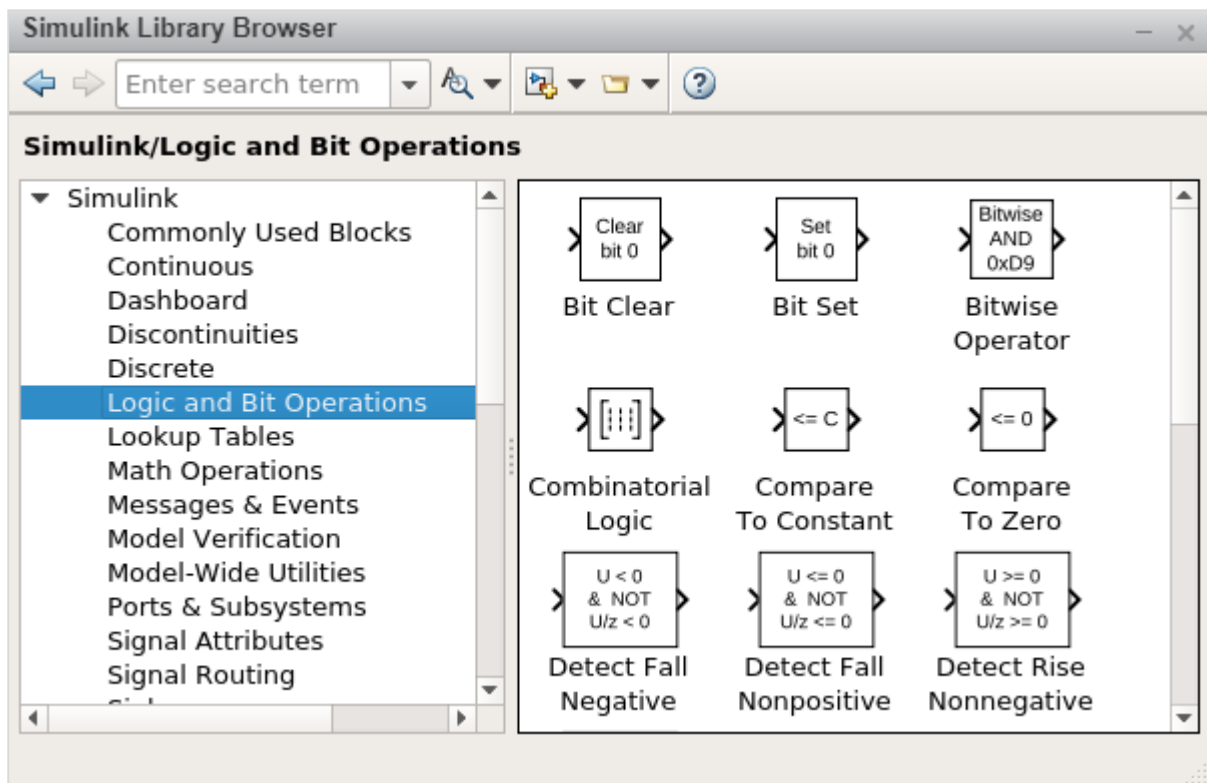 Simulink Library Browser
Enter search term
Simulink/Logic and Bit Operations
Simulink
Commonly Used Blocks
Continuous
Dashboard
Discontinuities
Discrete
Logic and Bit Operations
Lookup Tables
Math Operations
Messages & Events
Model Verification
Model-Wide Utilities
Ports & Subsystems
Signal Attributes
Signal Routing
Clear
bit 0
Bit Clear
Set
bit 0
Bit Set
Bitwise
AND
0xD9
Bitwise
Operator
Combinatorial
Logic
<= C
Compare
To Constant
<= 0
Compare
To Zero
U < 0
& NOT
U/z < 0
Detect Fall
Negative
U <= 0
& NOT
U/z <= 0
Detect Fall
Nonpositive
U >= 0
& NOT
U/z >= 0
Detect Rise
Nonnegative